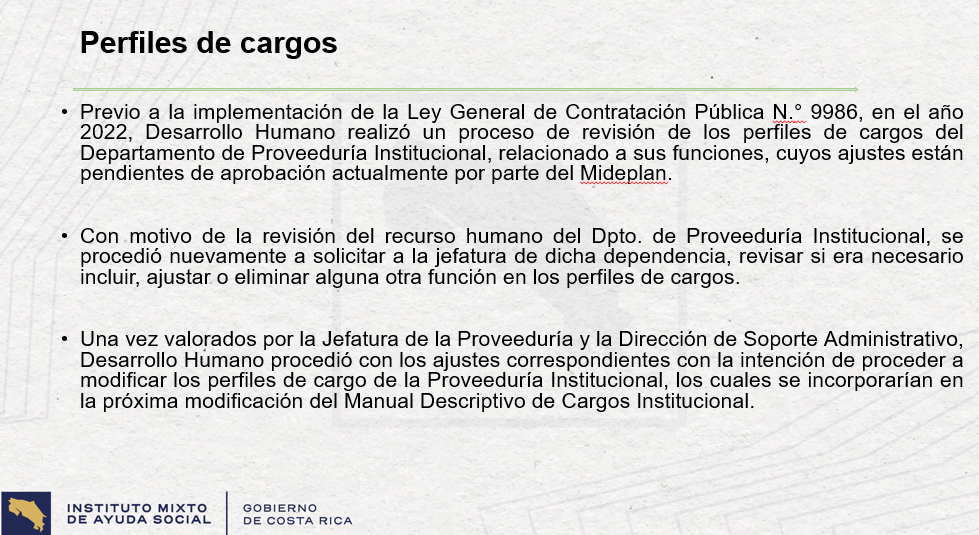 Perfiles de cargos
• Previo a la implementación de la Ley General de Contratación Pública N.° 9986, en el año
2022, Desarrollo Humano realizó un proceso de revisión de los perfiles de cargos del
Departamento de Proveeduría Institucional, relacionado a sus funciones, cuyos ajustes están
pendientes de aprobación actualmente por parte del Mideplan.
• Con motivo de la revisión del recurso humano del Dpto. de Proveeduría Institucional, se
procedió nuevamente a solicitar a la jefatura de dicha dependencia, revisar si era necesario
incluir, ajustar o eliminar alguna otra función en los perfiles de cargos.
• Una vez valorados por la Jefatura de la Proveeduría y la Dirección de Soporte Administrativo,
Desarrollo Humano procedió con los ajustes correspondientes con la intención de proceder a
modificar los perfiles de cargo de la Proveeduría Institucional, los cuales se incorporarían en
la próxima modificación del Manual Descriptivo de Cargos Institucional.
INSTITUTO MIXTO
DE AYUDA SOCIAL
GOBIERNO
DE COSTA RICA